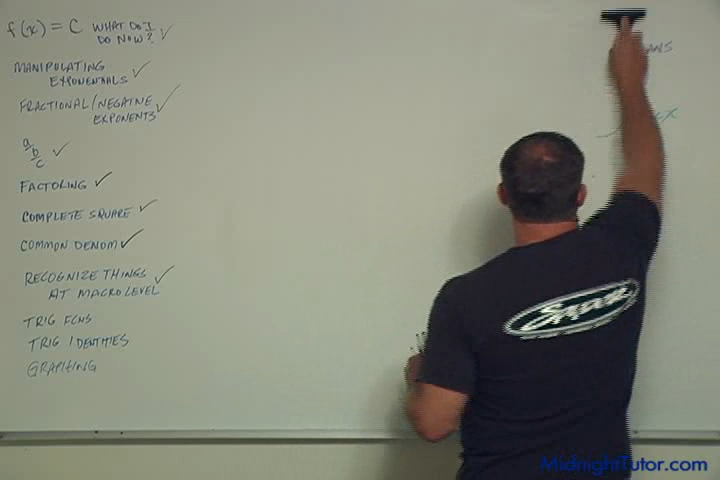 f(x) = C WHAT DO I
DO NOW? ✓
MANIPULATING
EXPONENTIALS ✓
FRACTIONAL/NEGATIVE
EXPONENTS ✓
a
b
c ✓
FACTORING ✓
COMPLETE SQUARE ✓
COMMON DENOM ✓
RECOGNIZE THINGS
AT MACRO LEVEL ✓
TRIG FCNS
TRIG IDENTITIES
GRAPHING
MidnightTutor.com